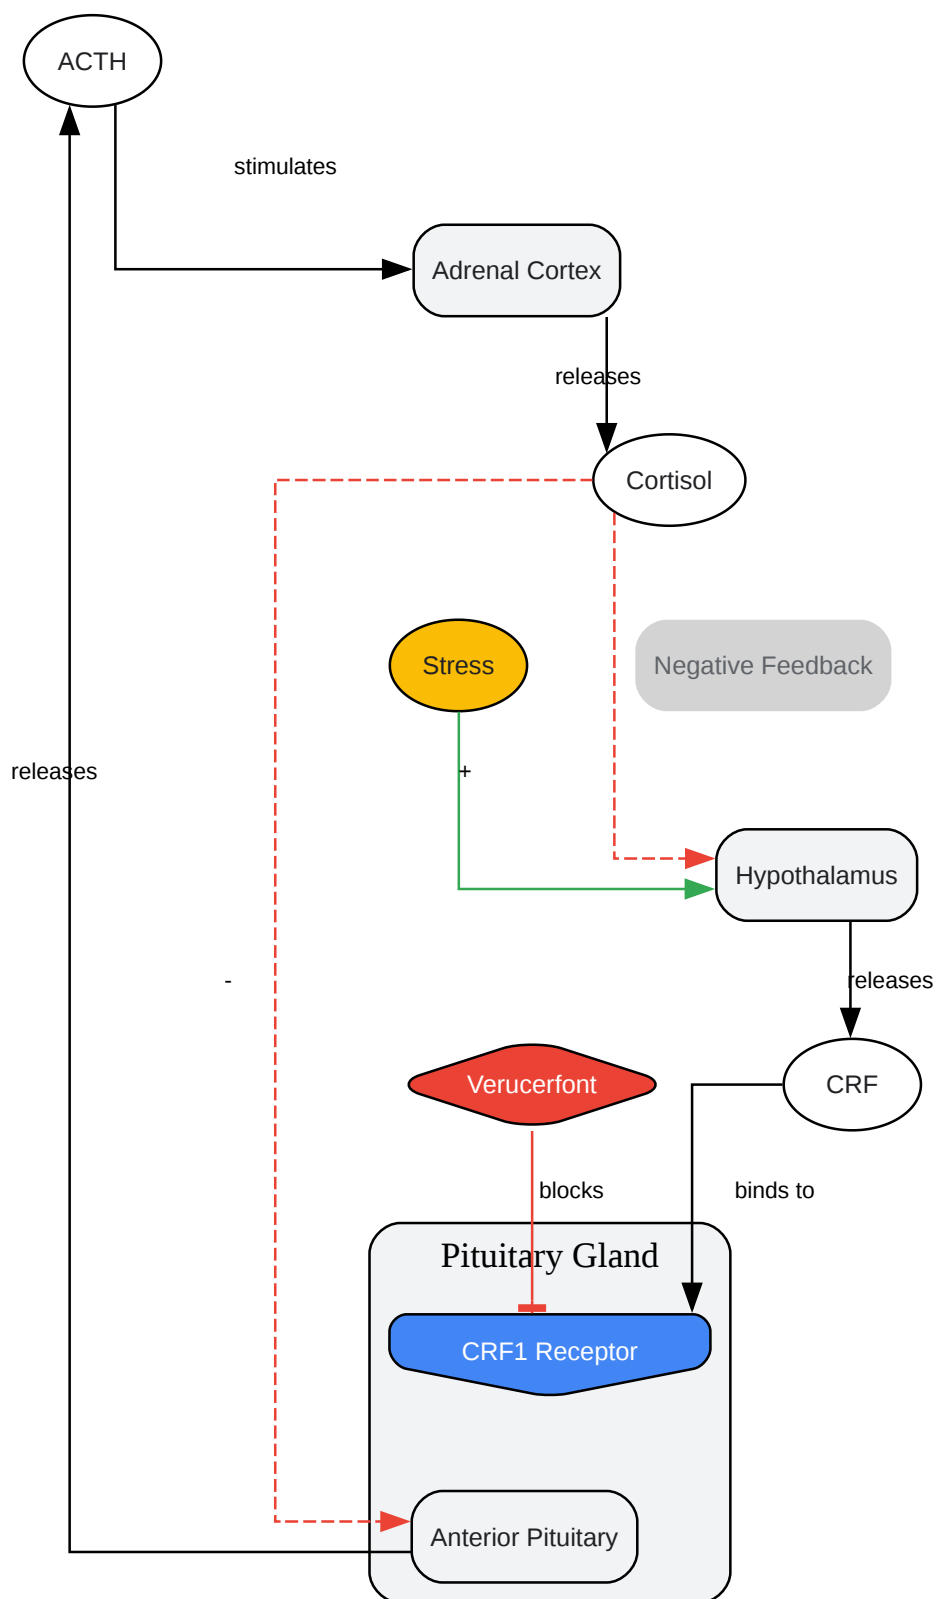 ACTH
stimulates
Adrenal Cortex
releases
Cortisol
Stress
Negative Feedback
releases
+
Hypothalamus
-
releases
Verucerfont
CRF
blocks
binds to
Pituitary Gland
CRF1 Receptor
Anterior Pituitary